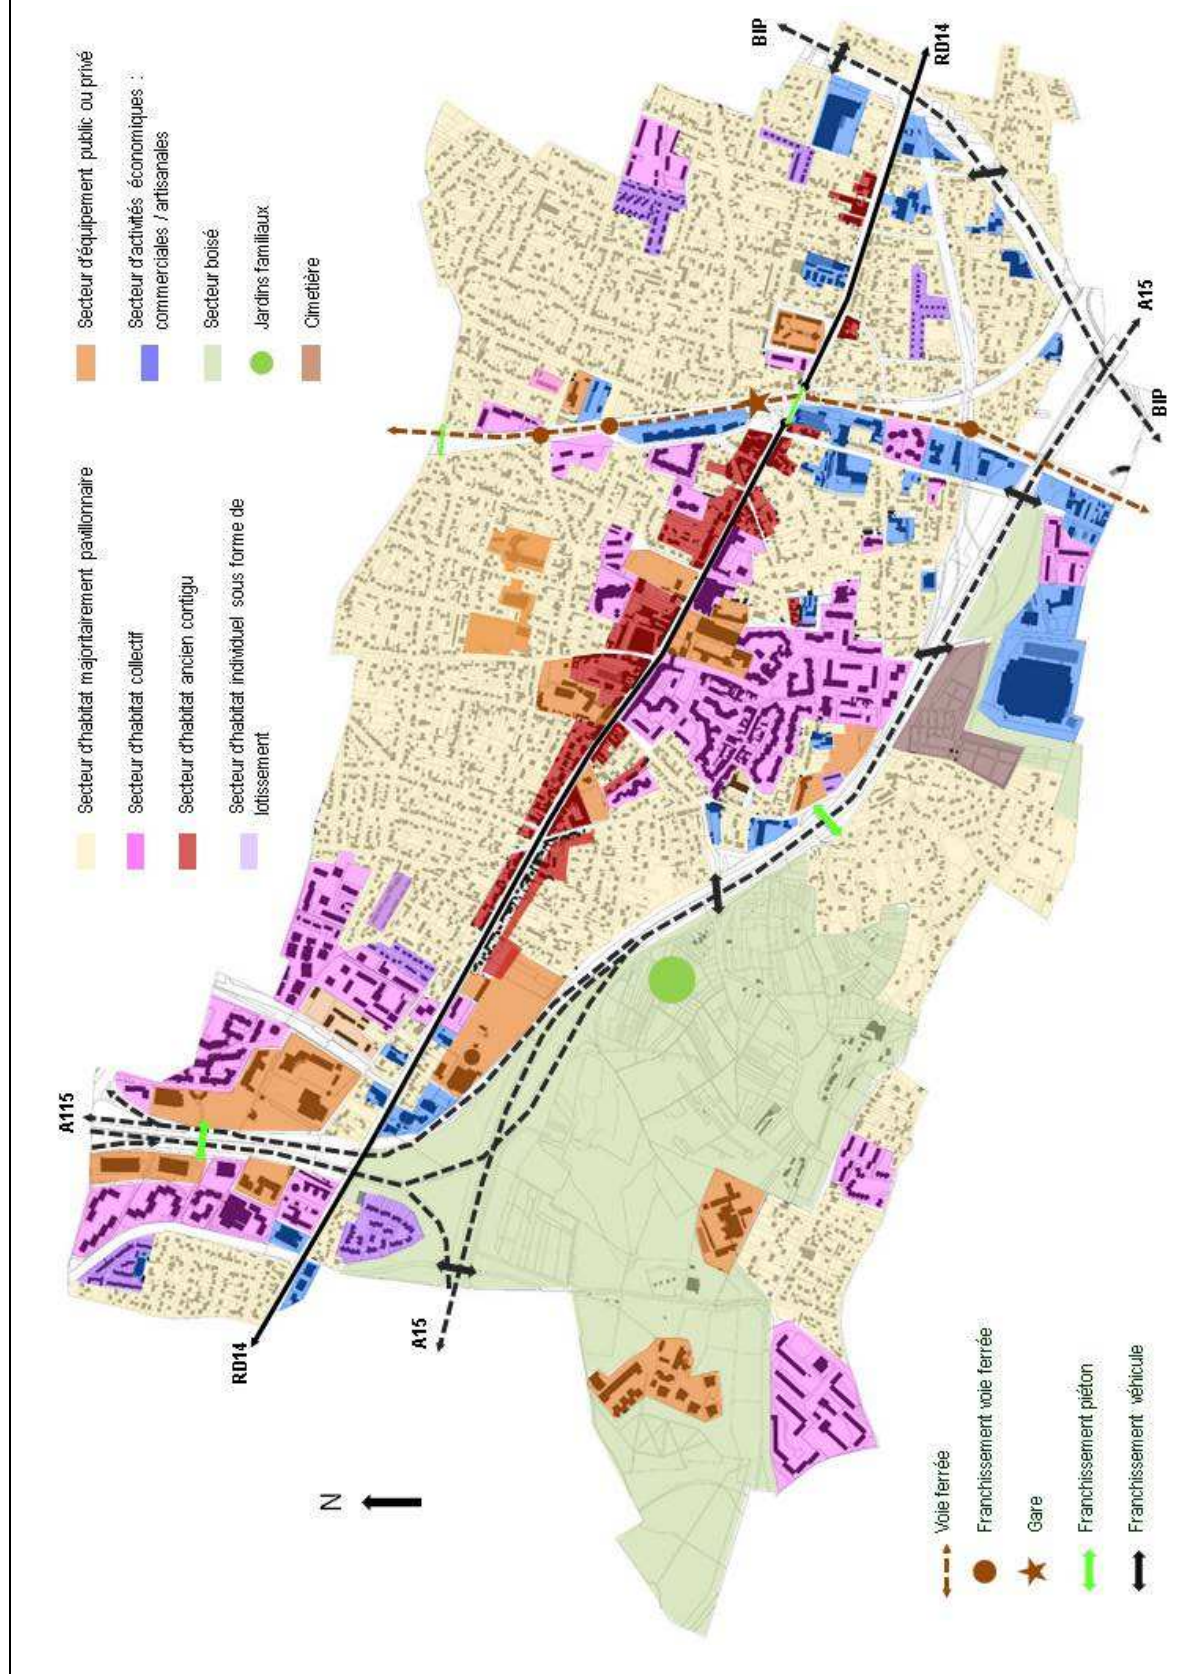 Secteur d'habitat majoritairement pavillonnaire
Secteur d'habitat collectif
Secteur d'habitat ancien contigu
Secteur d'habitat individuel sous forme de
lotissement
Secteur d'équipement public ou privé
Secteur d'activités économiques :
commerciales / artisanales
Secteur boisé
Jardins familiaux
Cimetière
A115
RD14
A15
N
BIP
RD14
A15
BIP
Voie ferrée
Franchissement voie ferrée
Gare
Franchissement piéton
Franchissement véhicule